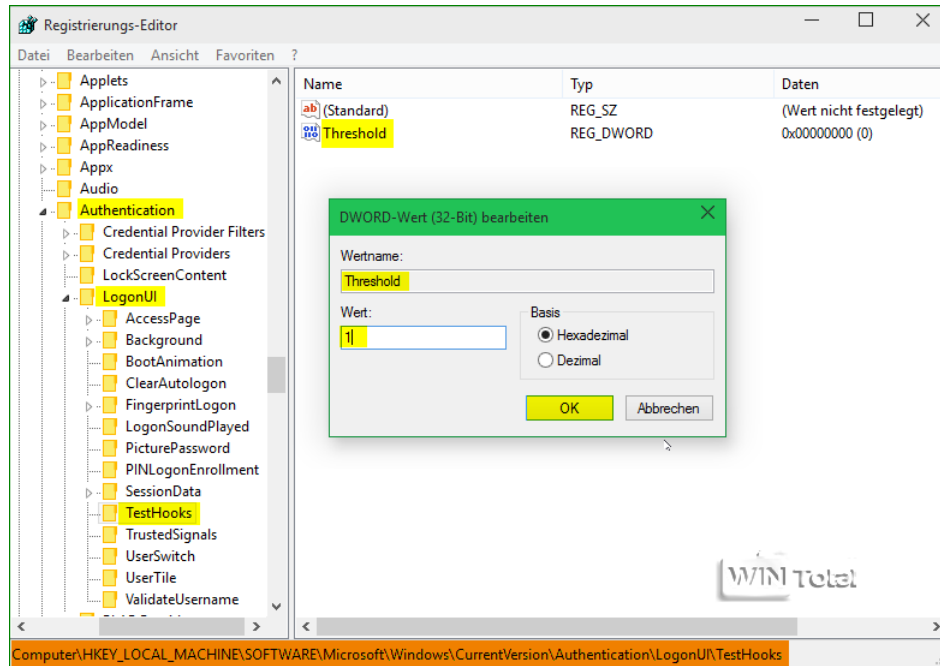 Registrierungs-Editor
Datei Bearbeiten Ansicht Favoriten ?
Applets
ApplicationFrame
AppModel
AppReadiness
Appx
Audio
Authentication
Credential Provider Filters
Credential Providers
LockScreenContent
LogonUI
AccessPage
Background
BootAnimation
ClearAutologon
FingerprintLogon
LogonSoundPlayed
PicturePassword
PINLogonEnrollment
SessionData
TestHooks
TrustedSignals
UserSwitch
UserTile
ValidateUsername
Name Typ Daten
(Standard) REG_SZ (Wert nicht festgelegt)
Threshold REG_DWORD 0x00000000 (0)
DWORD-Wert (32-Bit) bearbeiten
Wertname:
Threshold
Wert:
1
Basis
Hexadezimal
Dezimal
OK Abbrechen
WIN Total
Computer\HKEY_LOCAL_MACHINE\SOFTWARE\Microsoft\Windows\CurrentVersion\Authentication\LogonUI\TestHooks